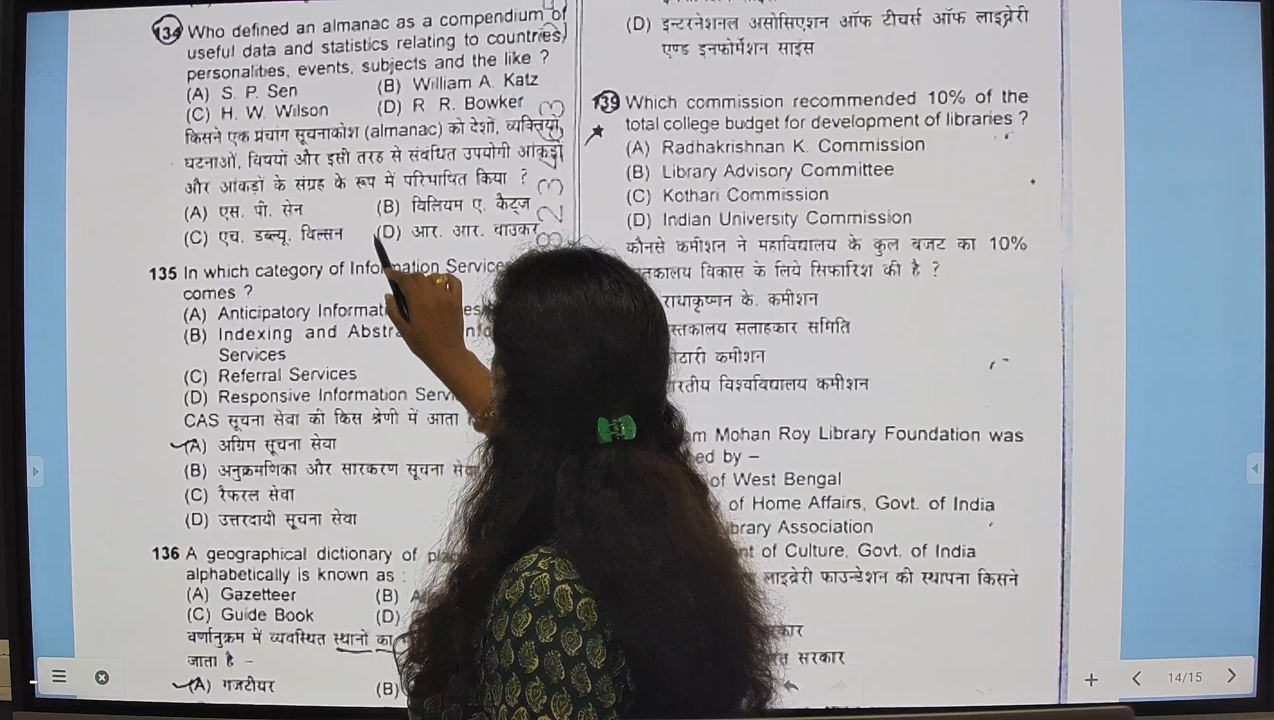 134 Who defined an almanac as a compendium of
useful data and statistics relating to countries,
personalities, events, subjects and the like ?
(A) S. P. Sen (B) William A. Katz
(C) H. W. Wilson (D) R R. Bowker
किसने एक प्रंचांग सूचनाकोश (almanac) को देशों, व्यक्तियों,
घटनाओं, विषयों और इसी तरह से संबंधित उपयोगी आंकड़ों
और आंकड़ों के संग्रह के रूप में परिभाषित किया ?
(A) एस. पी. सेन (B) विलियम ए. कैट्ज
(C) एच. डब्ल्यू. विल्सन (D) आर. आर. बाउकर
135 In which category of Information Service
comes ?
(A) Anticipatory
(B) Indexing and
Services
(C) Referral Services
(D) Responsive Information
CAS सूचना सेवा की किस श्रेणी में आता
(A) अग्रिम सूचना सेवा
(B) अनुक्रमणिका और सारकरण सूचना
(C) रैफरल सेवा
(D) उत्तरदायी सूचना सेवा
136 A geographical dictionary of
alphabetically is known as :
(A) Gazetteer (B)
(C) Guide Book (D)
वर्णानुक्रम में व्यवस्थित स्थानों का
जाता है –
(A) गजटीयर (B)
(D) इन्टरनेशनल असोसिएशन ऑफ टीचर्स ऑफ लाइब्रेरी
एण्ड इनफोर्मेशन साइंस
139 Which commission recommended 10% of the
total college budget for development of libraries ?
(A) Radhakrishnan K. Commission
(B) Library Advisory Committee
(C) Kothari Commission
(D) Indian University Commission
कौनसे कमीशन ने महाविद्यालय के कुल बजट का 10%
विकास के लिये सिफारिश की है ?
राधाकृष्णन के. कमीशन
सलाहकार समिति
कमीशन
विश्वविद्यालय कमीशन
Mohan Roy Library Foundation was
by –
of West Bengal
of Home Affairs, Govt. of India
Association
of Culture, Govt. of India
लाइब्रेरी फाउन्डेशन की स्थापना किसने
सरकार
14/15